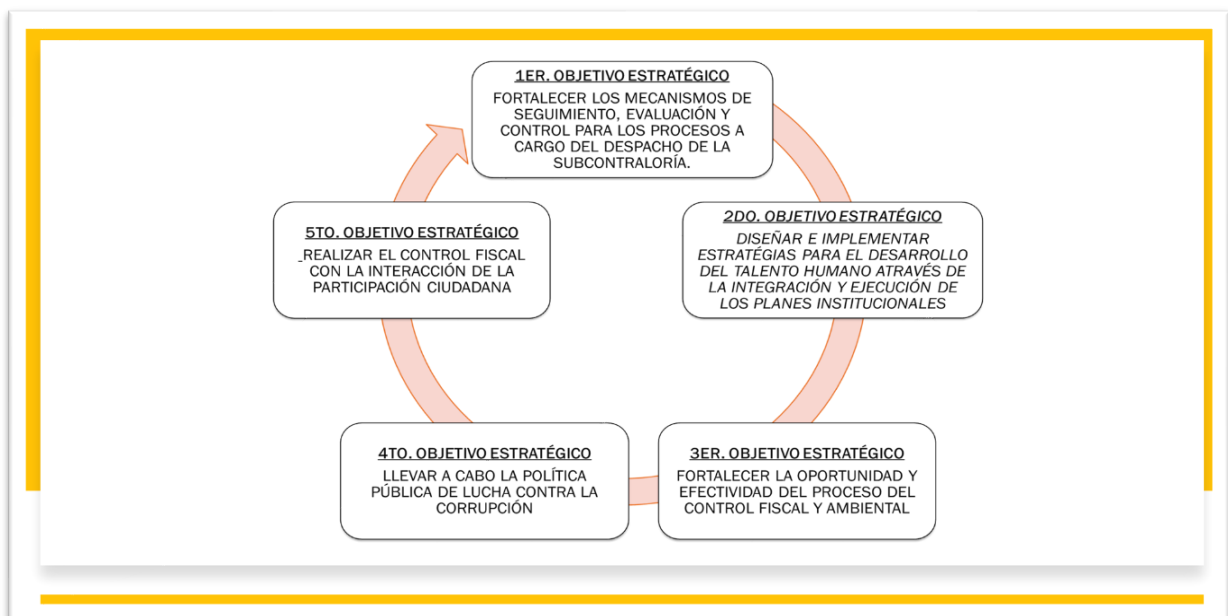 1ER. OBJETIVO ESTRATÉGICO
FORTALECER LOS MECANISMOS DE
SEGUIMIENTO, EVALUACIÓN Y
CONTROL PARA LOS PROCESOS A
CARGO DEL DESPACHO DE LA
SUBCONTRALORÍA.
2DO. OBJETIVO ESTRATÉGICO
DISEÑAR E IMPLEMENTAR
ESTRATÉGIAS PARA EL DESARROLLO
DEL TALENTO HUMANO ATRAVÉS DE
LA INTEGRACIÓN Y EJECUCIÓN DE
LOS PLANES INSTITUCIONALES
3ER. OBJETIVO ESTRATÉGICO
FORTALECER LA OPORTUNIDAD Y
EFECTIVIDAD DEL PROCESO DEL
CONTROL FISCAL Y AMBIENTAL
4TO. OBJETIVO ESTRATÉGICO
LLEVAR A CABO LA POLÍTICA
PÚBLICA DE LUCHA CONTRA LA
CORRUPCIÓN
5TO. OBJETIVO ESTRATÉGICO
REALIZAR EL CONTROL FISCAL
CON LA INTERACCIÓN DE LA
PARTICIPACIÓN CIUDADANA